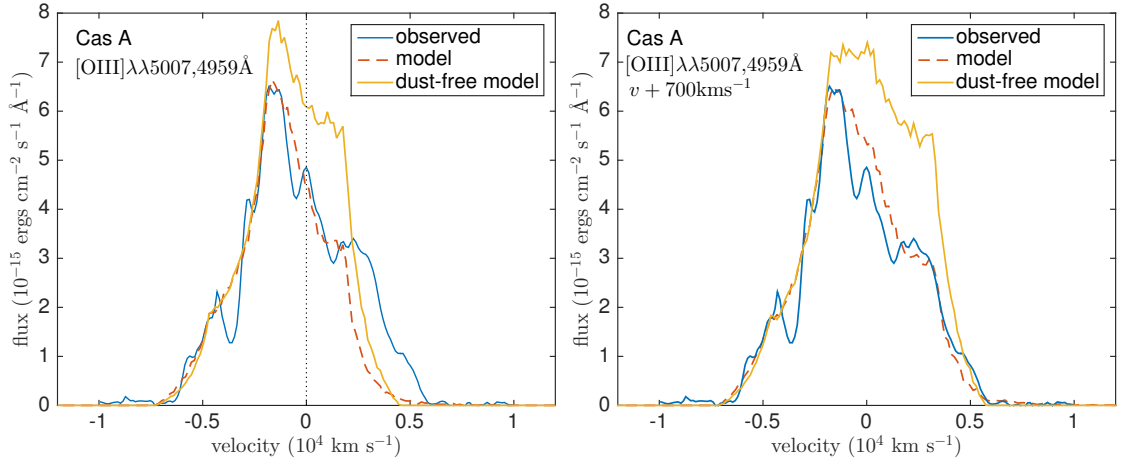 Cas A
[OIII]λλ5007,4959Å
observed
model
dust-free model
8
7
6
5
4
3
2
1
0
flux (10⁻¹⁵ ergs cm⁻² s⁻¹ Å⁻¹)
-1 -0.5 0 0.5 1
velocity (10⁴ km s⁻¹)
Cas A
[OIII]λλ5007,4959Å
v + 700kms⁻¹
observed
model
dust-free model
8
7
6
5
4
3
2
1
0
flux (10⁻¹⁵ ergs cm⁻² s⁻¹ Å⁻¹)
-1 -0.5 0 0.5 1
velocity (10⁴ km s⁻¹)